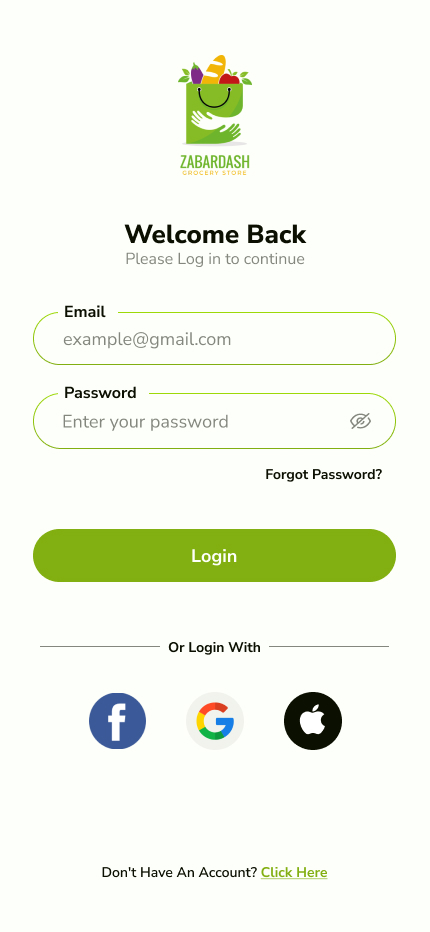 ZABARDASH
GROCERY STORE
Welcome Back
Please Log in to continue
Email
example@gmail.com
Password
Enter your password
Forgot Password?
Login
Or Login With
Don't Have An Account? Click Here